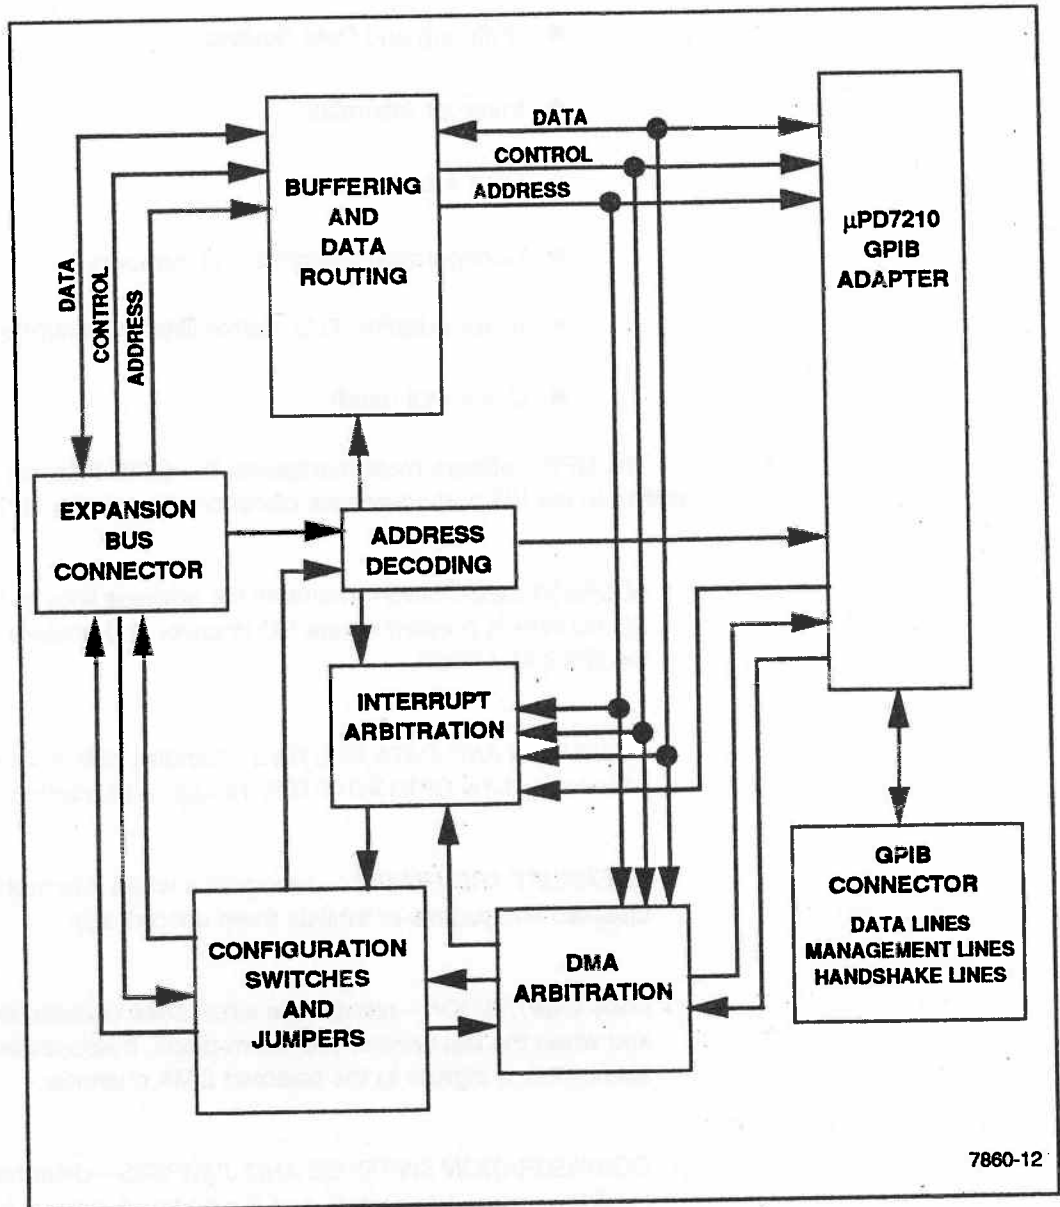 DATA
CONTROL
ADDRESS
BUFFERING
AND
DATA
ROUTING
DATA
CONTROL
ADDRESS
µPD7210
GPIB
ADAPTER
EXPANSION
BUS
CONNECTOR
ADDRESS
DECODING
INTERRUPT
ARBITRATION
CONFIGURATION
SWITCHES
AND
JUMPERS
DMA
ARBITRATION
GPIB
CONNECTOR
DATA LINES
MANAGEMENT LINES
HANDSHAKE LINES
7860-12